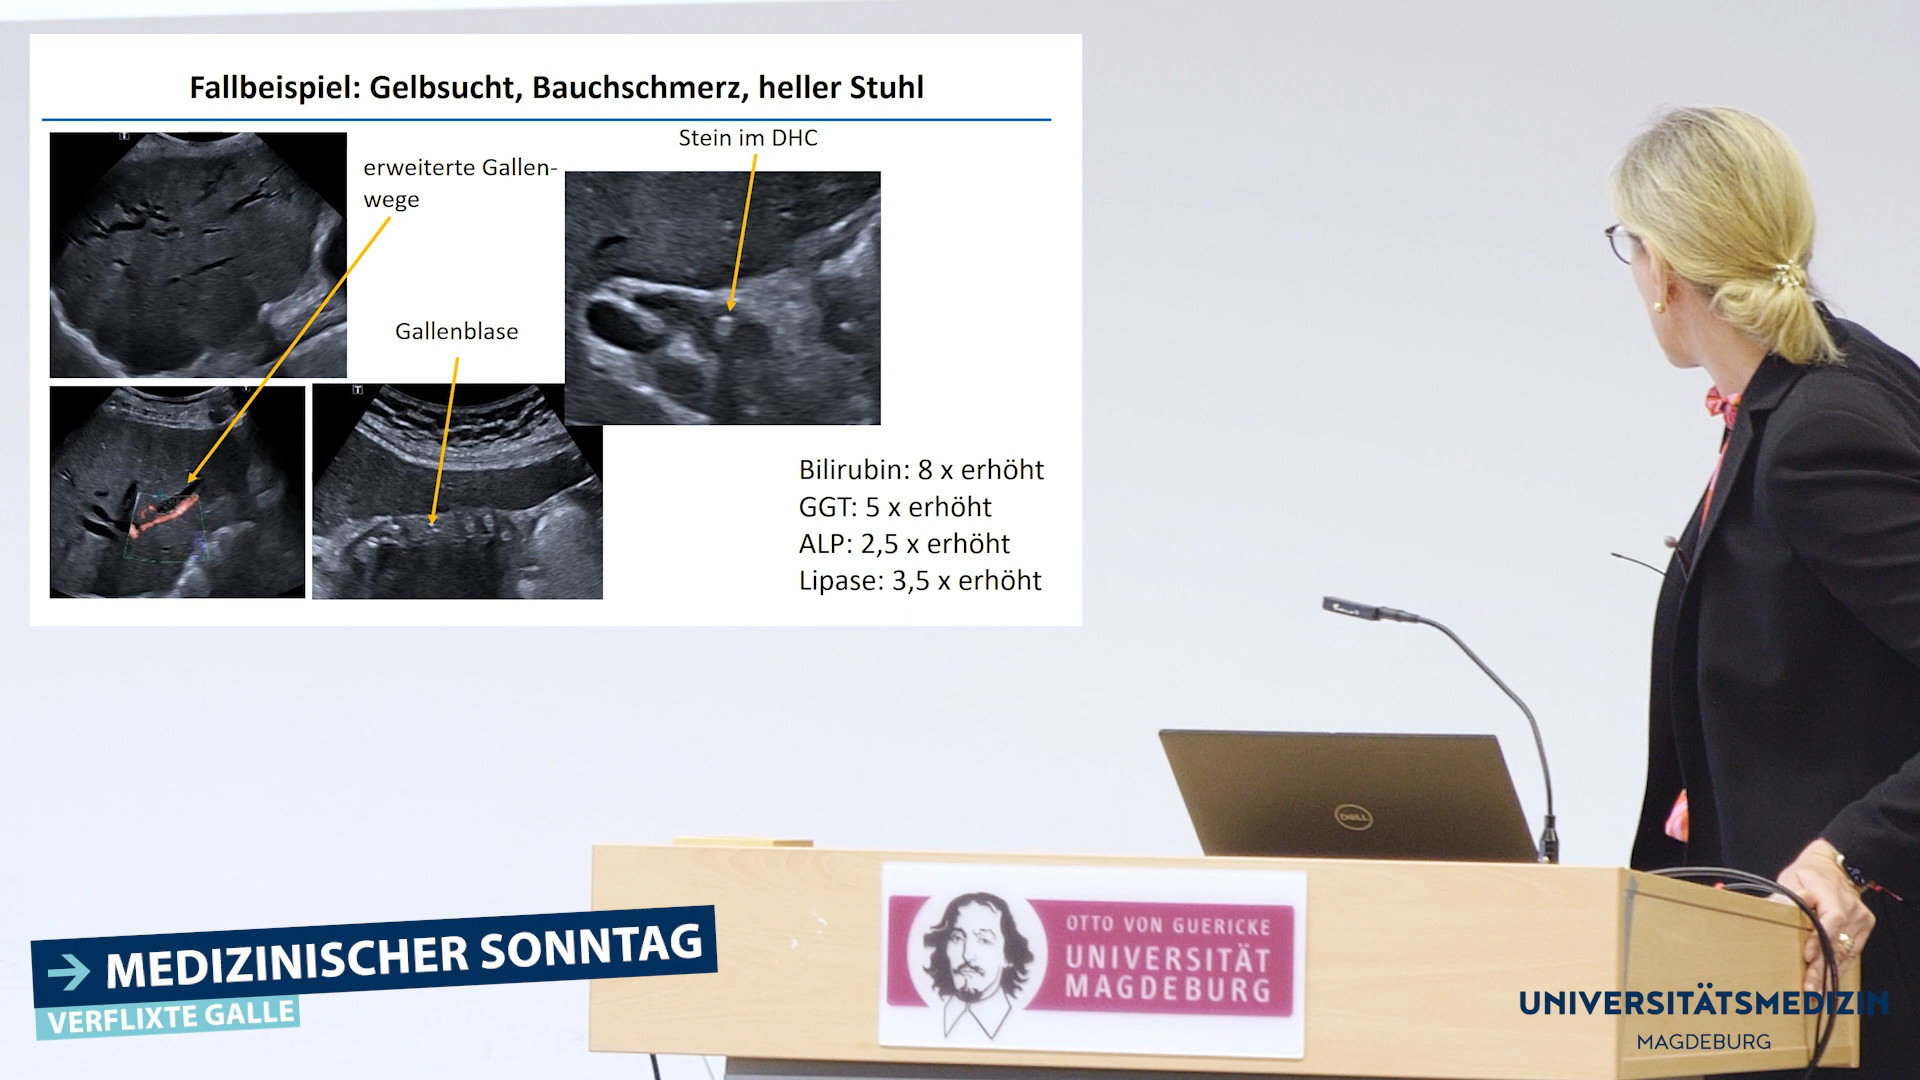 Fallbeispiel: Gelbsucht, Bauchschmerz, heller Stuhl
Stein im DHC
erweiterte Gallen-
wege
Gallenblase
Bilirubin: 8 x erhöht
GGT: 5 x erhöht
ALP: 2,5 x erhöht
Lipase: 3,5 x erhöht
DELL
OTTO VON GUERICKE
UNIVERSITÄT
MAGDEBURG
→ MEDIZINISCHER SONNTAG
VERFLIXTE GALLE
UNIVERSITÄTSMEDIZIN
MAGDEBURG